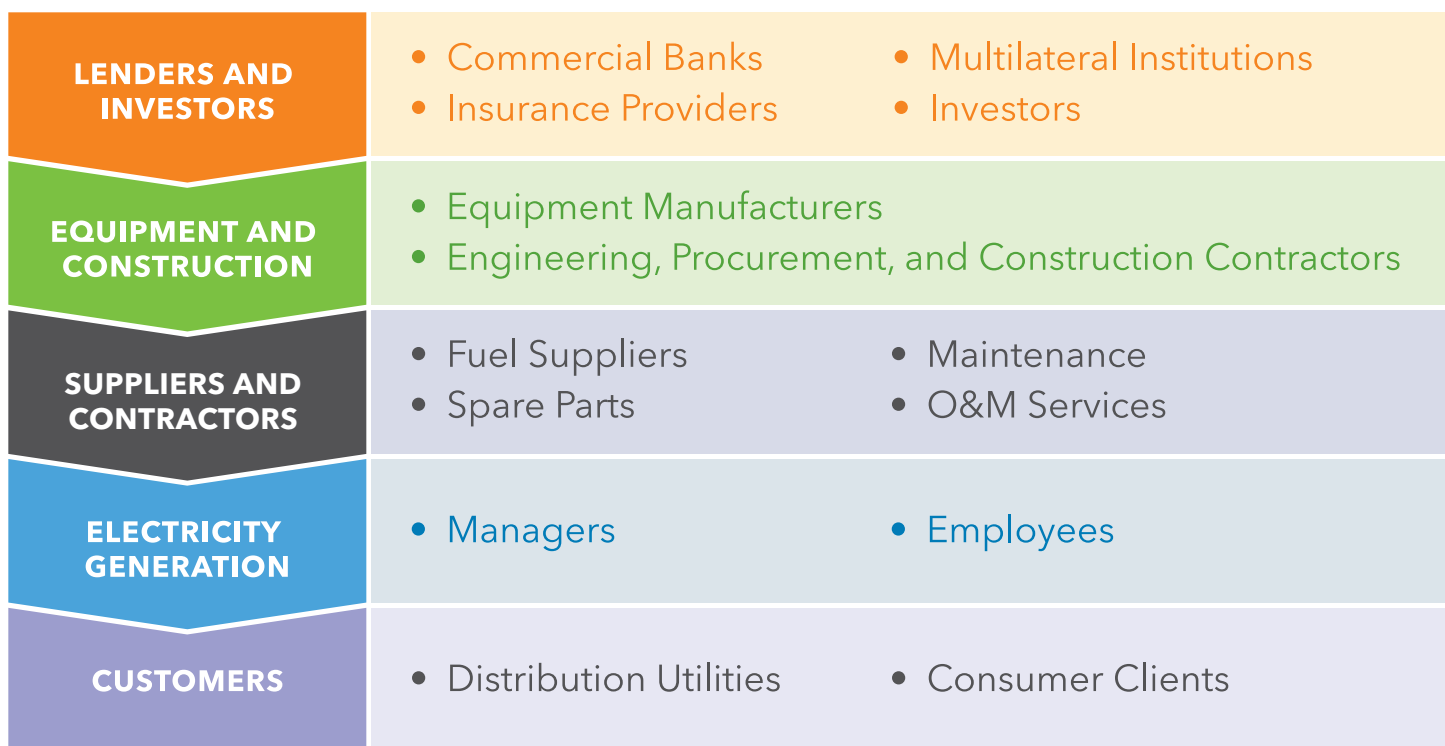 LENDERS AND
INVESTORS
• Commercial Banks
• Multilateral Institutions
• Insurance Providers
• Investors
EQUIPMENT AND
CONSTRUCTION
• Equipment Manufacturers
• Engineering, Procurement, and Construction Contractors
SUPPLIERS AND
CONTRACTORS
• Fuel Suppliers
• Maintenance
• Spare Parts
• O&M Services
ELECTRICITY
GENERATION
• Managers
• Employees
CUSTOMERS
• Distribution Utilities
• Consumer Clients